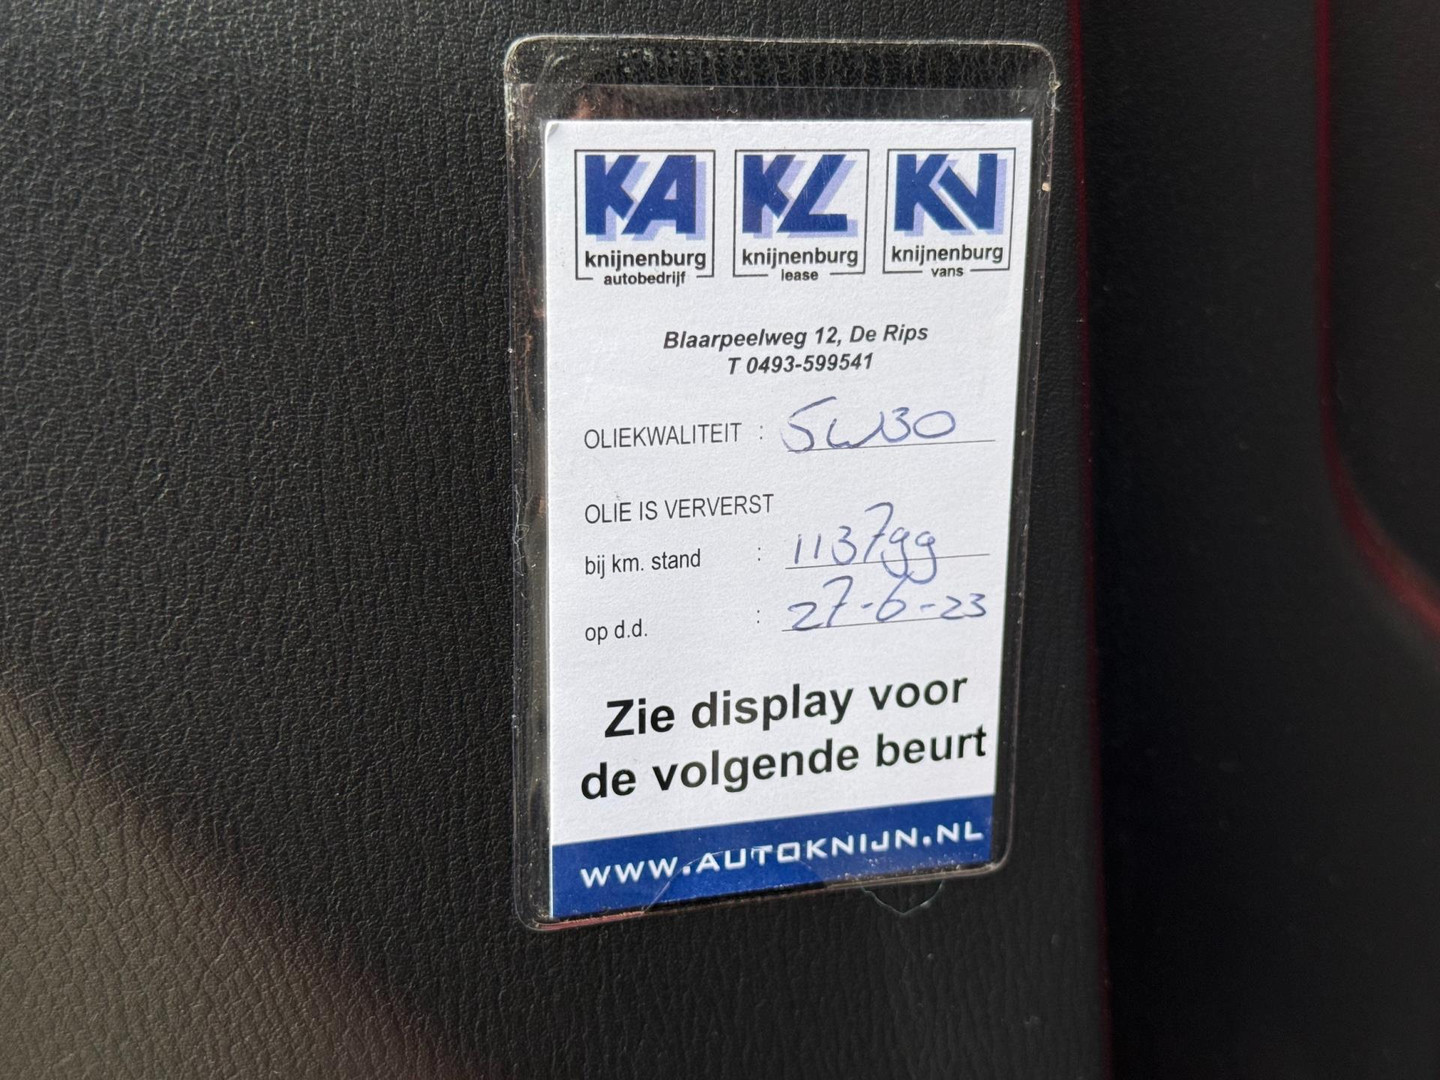 KA KL KV
knijnenburg knijnenburg knijnenburg
autobedrijf lease vans
Blaarpeelweg 12, De Rips
T 0493-599541
OLIEKWALITEIT : 5W30
OLIE IS VERVERST
bij km. stand : 113799
op d.d. : 27-6-23
Zie display voor
de volgende beurt
WWW.AUTOKNIJN.NL